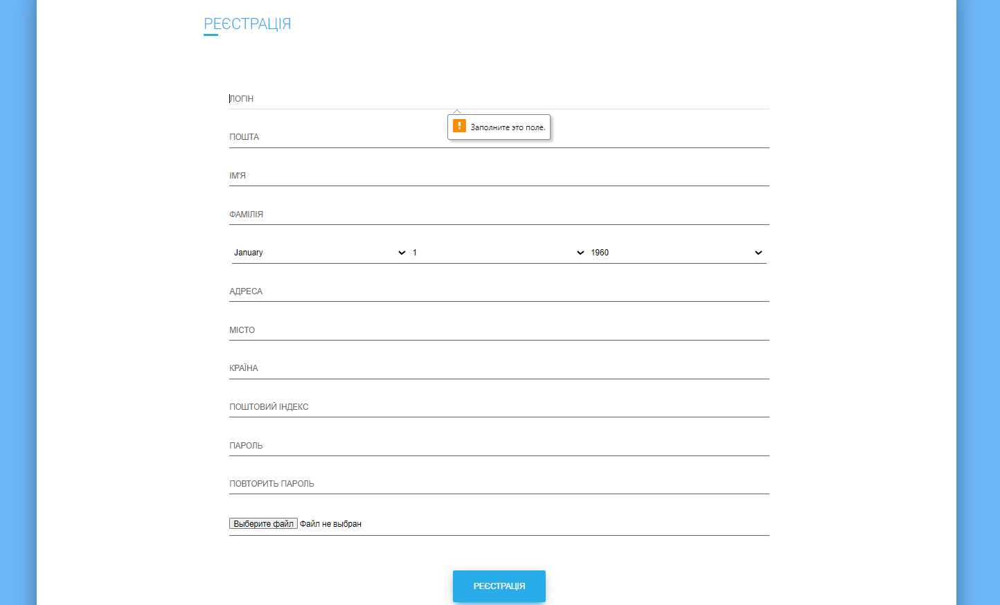 РЕЄСТРАЦІЯ
ЛОГІН
Заполните это поле.
ПОШТА
ІМ'Я
ФАМІЛІЯ
January 1 1960
АДРЕСА
МІСТО
КРАЇНА
ПОШТОВИЙ ІНДЕКС
ПАРОЛЬ
ПОВТОРИТЬ ПАРОЛЬ
Выберите файл Файл не выбран
РЕЄСТРАЦІЯ